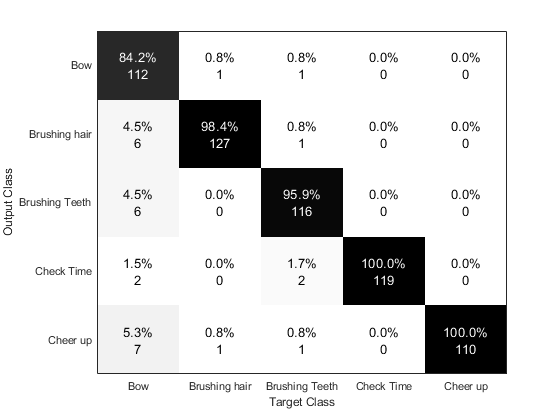 84.2% 0.8% 0.8% 0.0% 0.0%
Bow 112 1 1 0 0
4.5% 98.4% 0.8% 0.0% 0.0%
Brushing hair 6 127 1 0 0
4.5% 0.0% 95.9% 0.0% 0.0%
Brushing Teeth 6 0 116 0 0
1.5% 0.0% 1.7% 100.0% 0.0%
Check Time 2 0 2 119 0
5.3% 0.8% 0.8% 0.0% 100.0%
Cheer up 7 1 1 0 110
Output Class
Bow Brushing hair Brushing Teeth Check Time Cheer up
Target Class